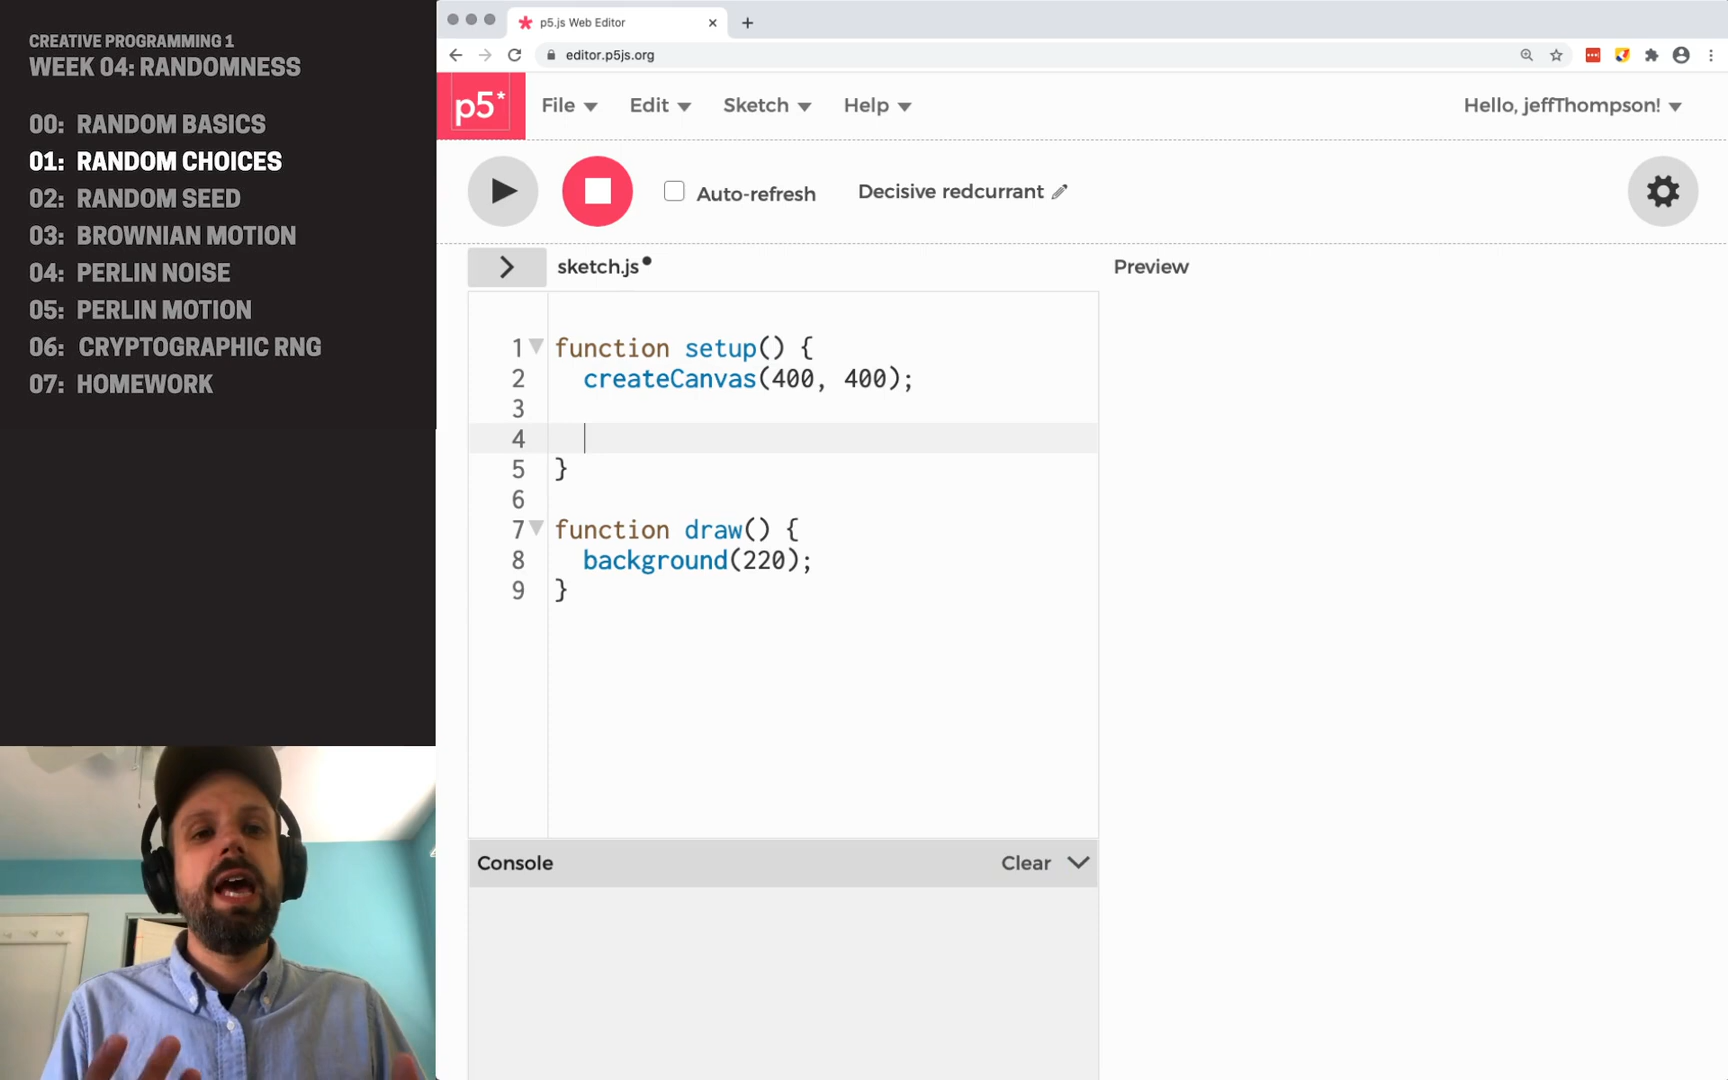 CREATIVE PROGRAMMING 1
WEEK 04: RANDOMNESS
00: RANDOM BASICS
01: RANDOM CHOICES
02: RANDOM SEED
03: BROWNIAN MOTION
04: PERLIN NOISE
05: PERLIN MOTION
06: CRYPTOGRAPHIC RNG
07: HOMEWORK
p5.js Web Editor
editor.p5js.org
p5* File Edit Sketch Help Hello, jeffThompson!
Auto-refresh Decisive redcurrant
sketch.js Preview
1 function setup() {
2 createCanvas(400, 400);
3
4
5 }
6
7 function draw() {
8 background(220);
9 }
Console Clear